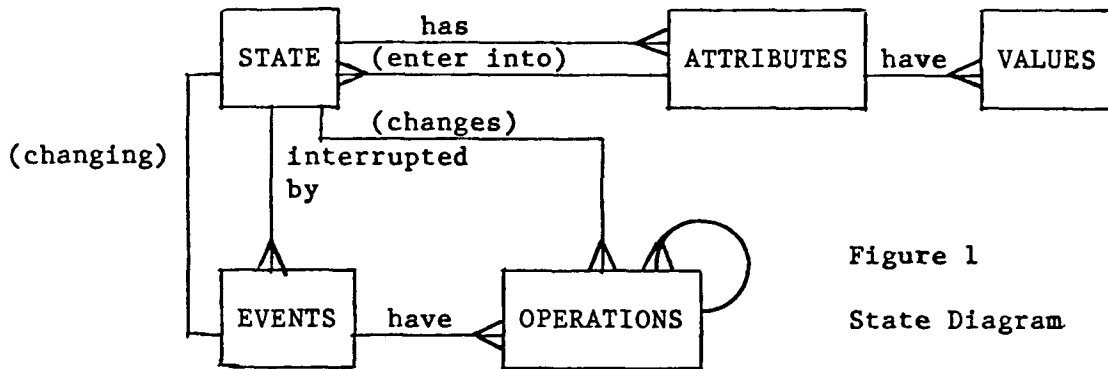 has
STATE
(enter into)
ATTRIBUTES
have
VALUES
(changing)
(changes)
interrupted
by
EVENTS
have
OPERATIONS
Figure 1
State Diagram